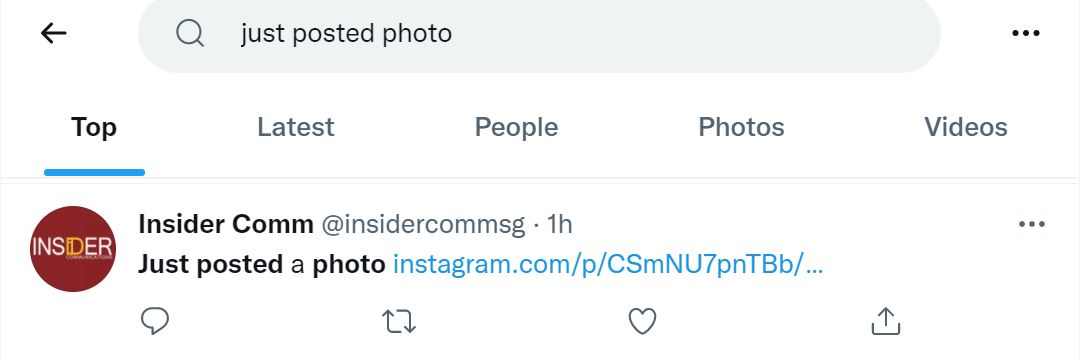 just posted photo
Top Latest People Photos Videos
INSiDER
COMMUNICATIONS
Insider Comm @insidercommsg · 1h
Just posted a photo instagram.com/p/CSmNU7pnTBb/...